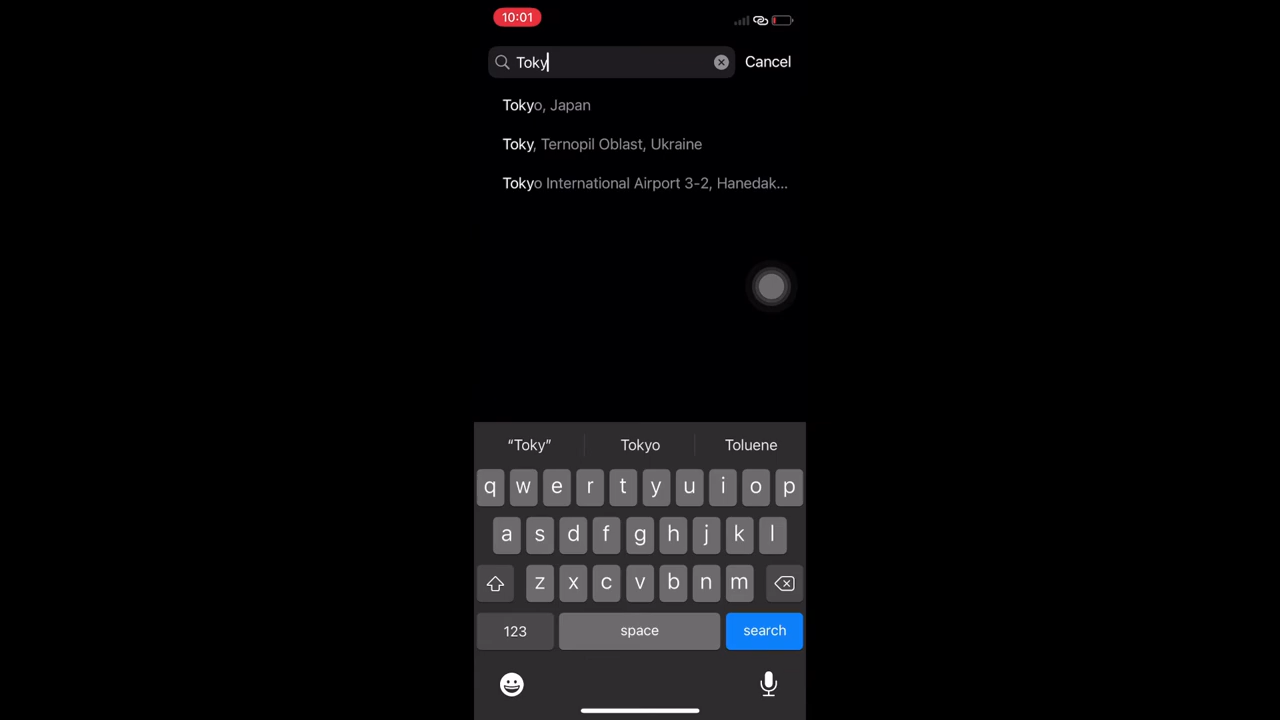 10:01
Toky
Cancel
Tokyo, Japan
Toky, Ternopil Oblast, Ukraine
Tokyo International Airport 3-2, Hanedak...
“Toky”
Tokyo
Toluene
q w e r t y u i o p
a s d f g h j k l
z x c v b n m
123
space
search